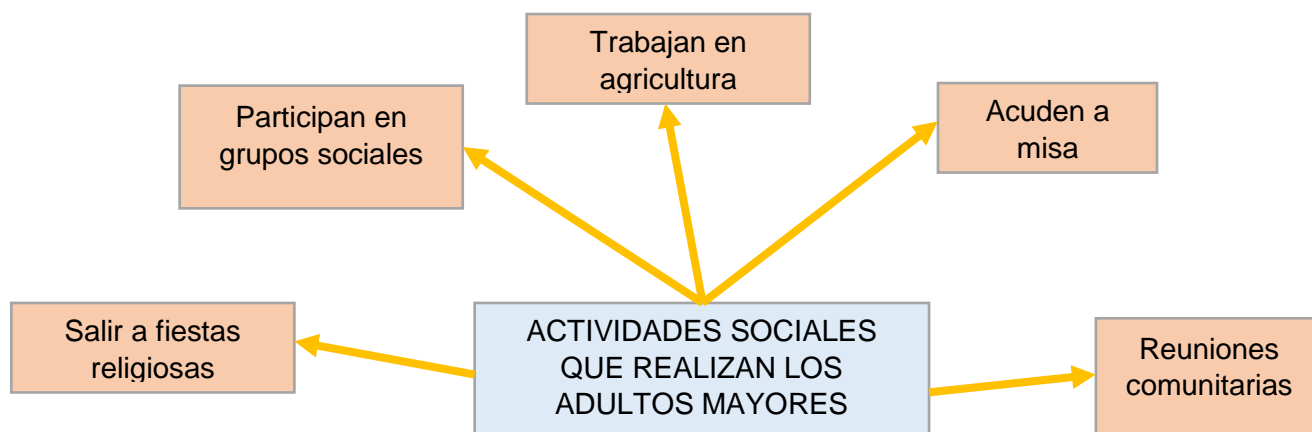 Trabajan en
agricultura
Participan en
grupos sociales
Acuden a
misa
Salir a fiestas
religiosas
ACTIVIDADES SOCIALES
QUE REALIZAN LOS
ADULTOS MAYORES
Reuniones
comunitarias